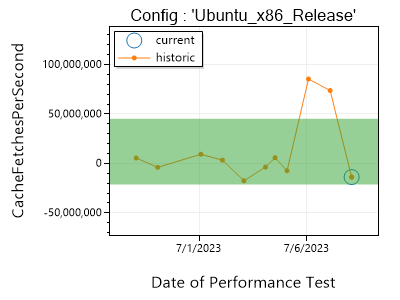 Config : 'Ubuntu_x86_Release'
current
historic
100,000,000
50,000,000
0
-50,000,000
CacheFetchesPerSecond
7/1/2023
7/6/2023
Date of Performance Test